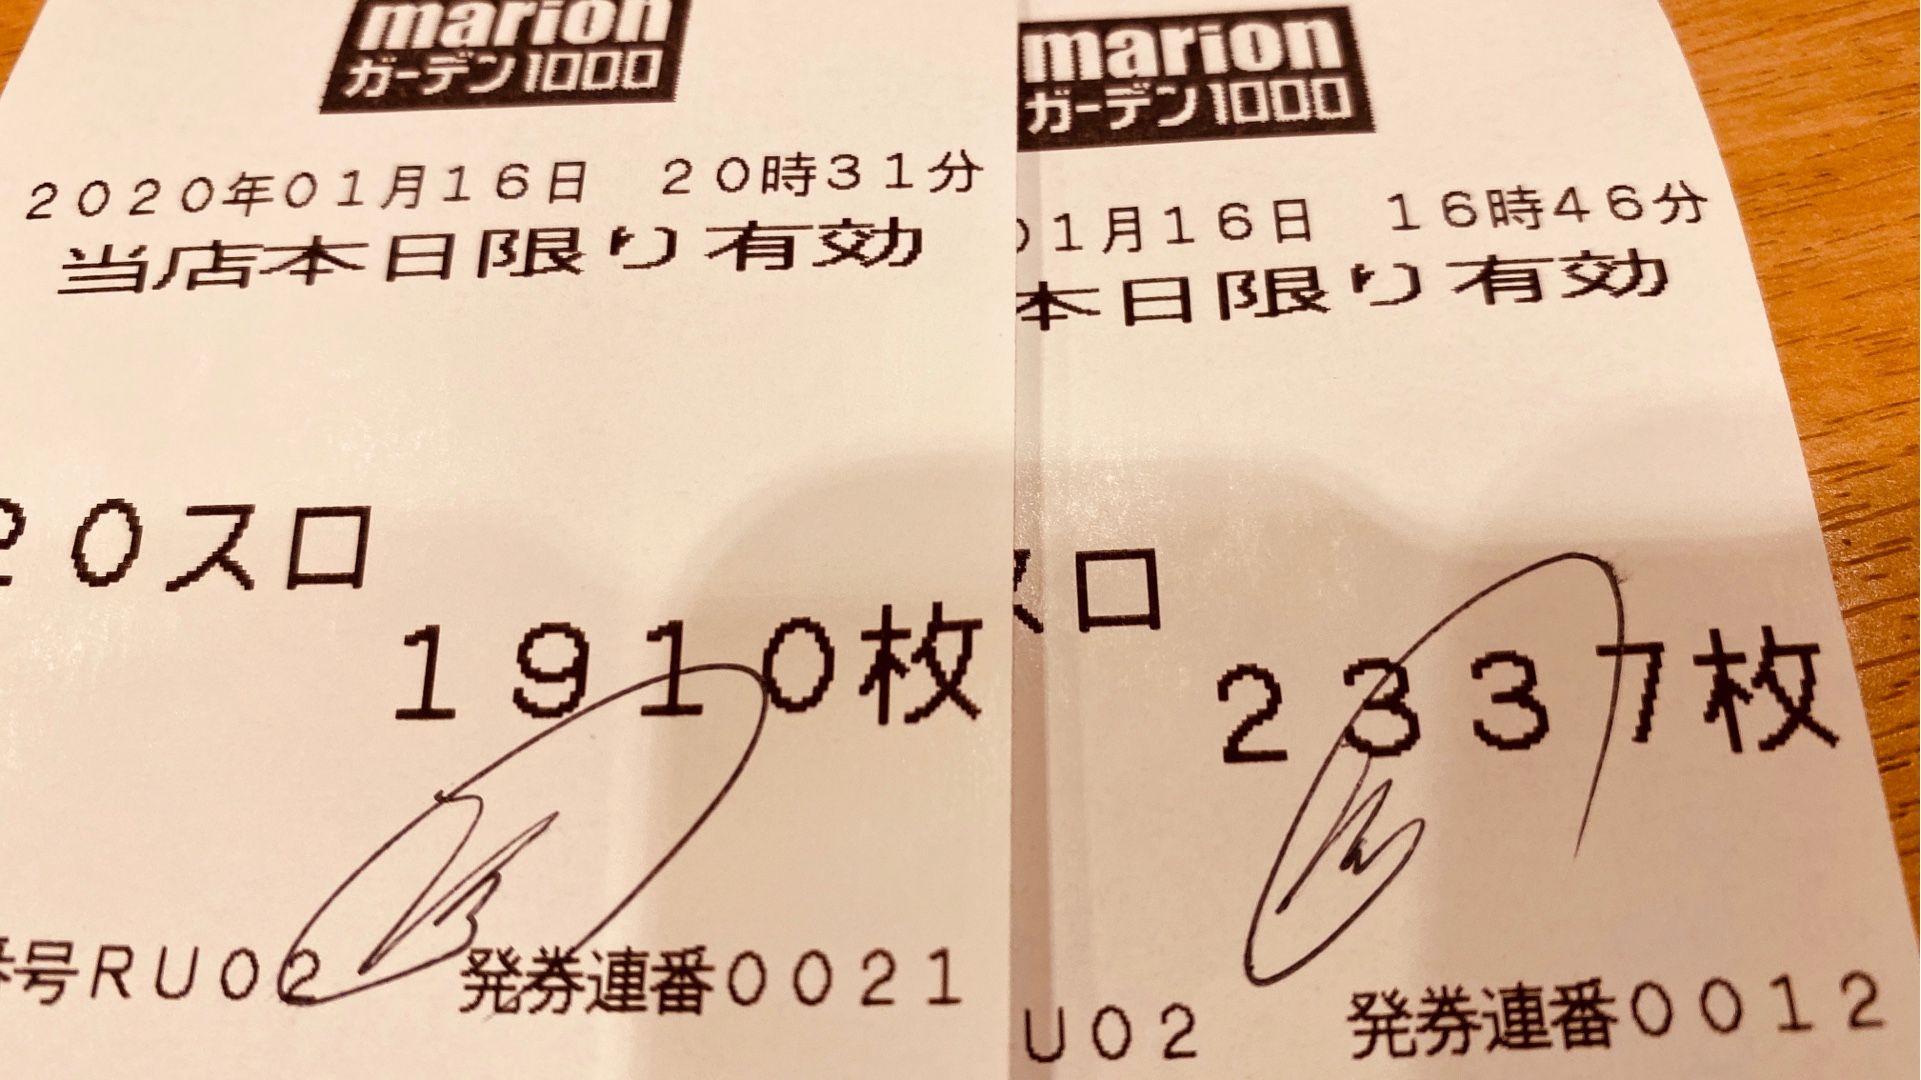 marion
ガーデン1000
2020年01月16日 20時31分
当店本日限り有効
20スロ
1910枚
番号RU02 発券連番0021
marion
ガーデン1000
01月16日 16時46分
本日限り有効
スロ
2337枚
U02 発券連番0012